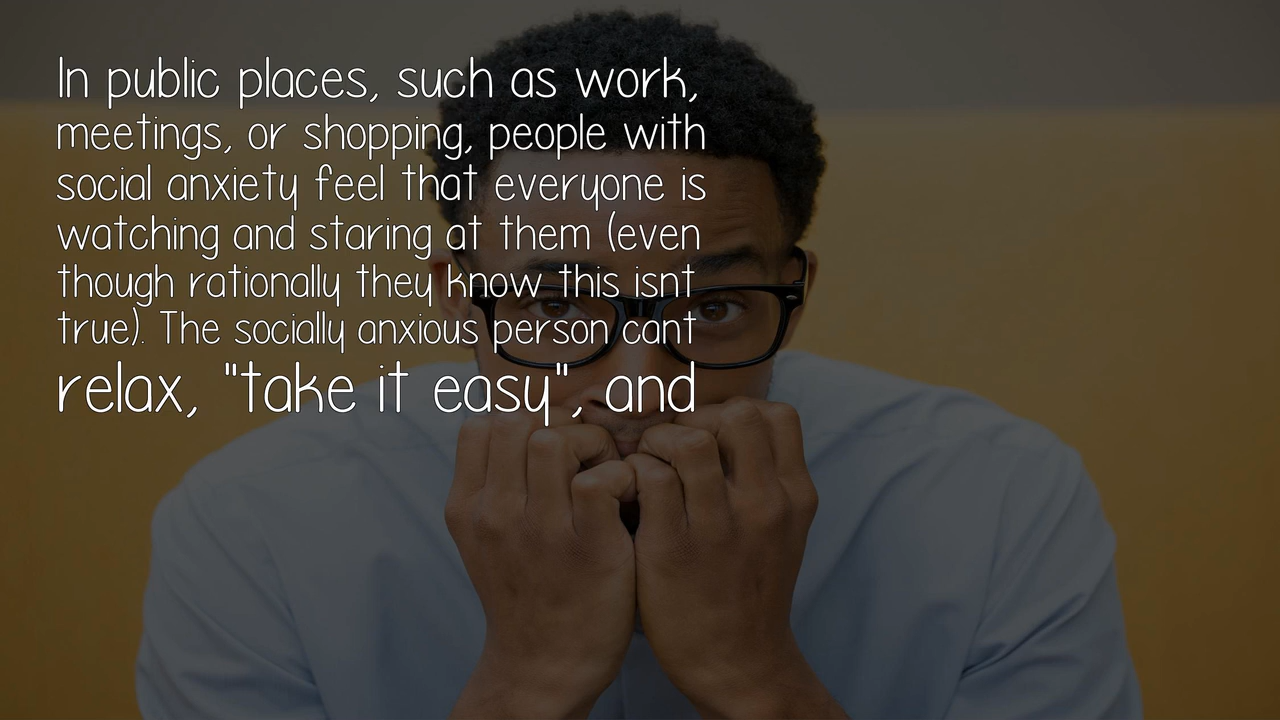 In public places, such as work,
meetings, or shopping, people with
social anxiety feel that everyone is
watching and staring at them (even
though rationally they know this isnt
true). The socially anxious person cant
relax, "take it easy", and